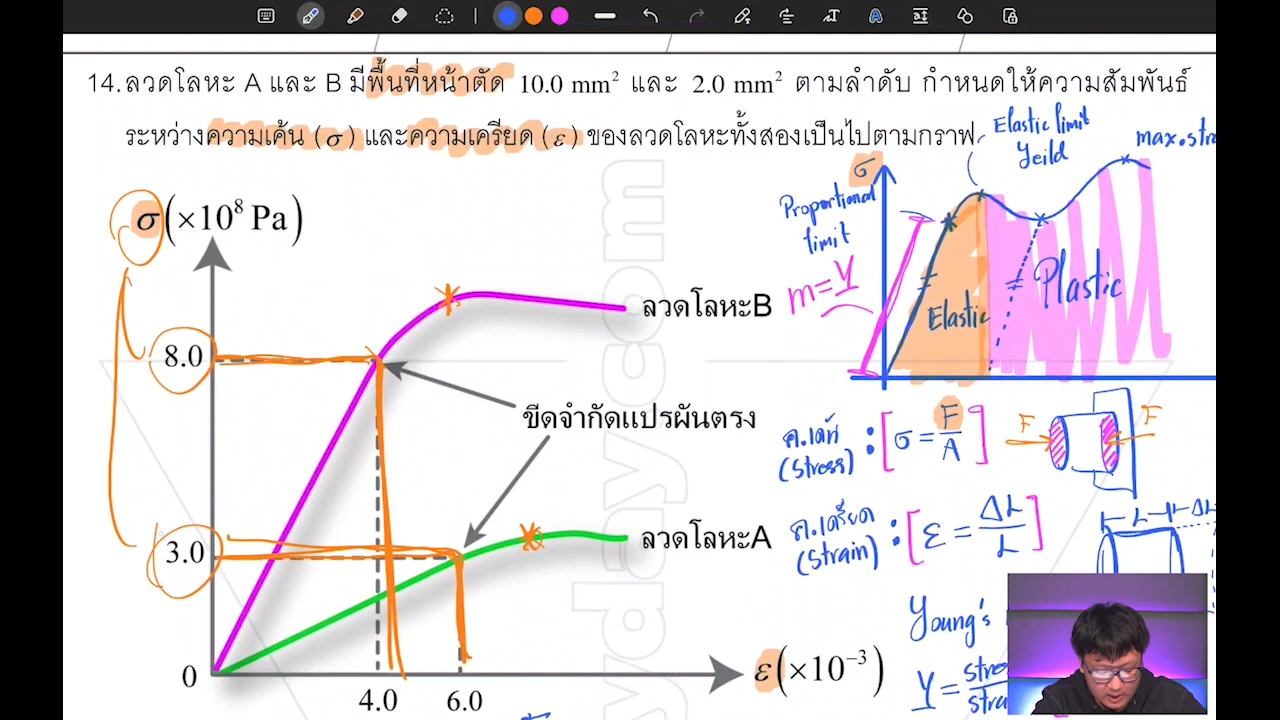 14.ลวดโลหะ A และ B มีพื้นที่หน้าตัด 10.0 mm² และ 2.0 mm² ตามลำดับ กำหนดให้ความสัมพันธ์
ระหว่างความเค้น (σ) และความเครียด (ε) ของลวดโลหะทั้งสองเป็นไปตามกราฟ
Elastic limit
Yeild
max.stra
σ
Proportional
limit
m=Y
Elastic
Plastic
σ(×10⁸ Pa)
ลวดโลหะB
8.0
ขีดจำกัดแปรผันตรง
3.0
ลวดโลหะA
0
4.0
6.0
ε(×10⁻³)
(Stress) : [σ = F/A]
F
F
ค.เครียด
(Strain) : [ε = ΔL/L]
L
ΔL
Young's
Y = stres
stra
yday.com